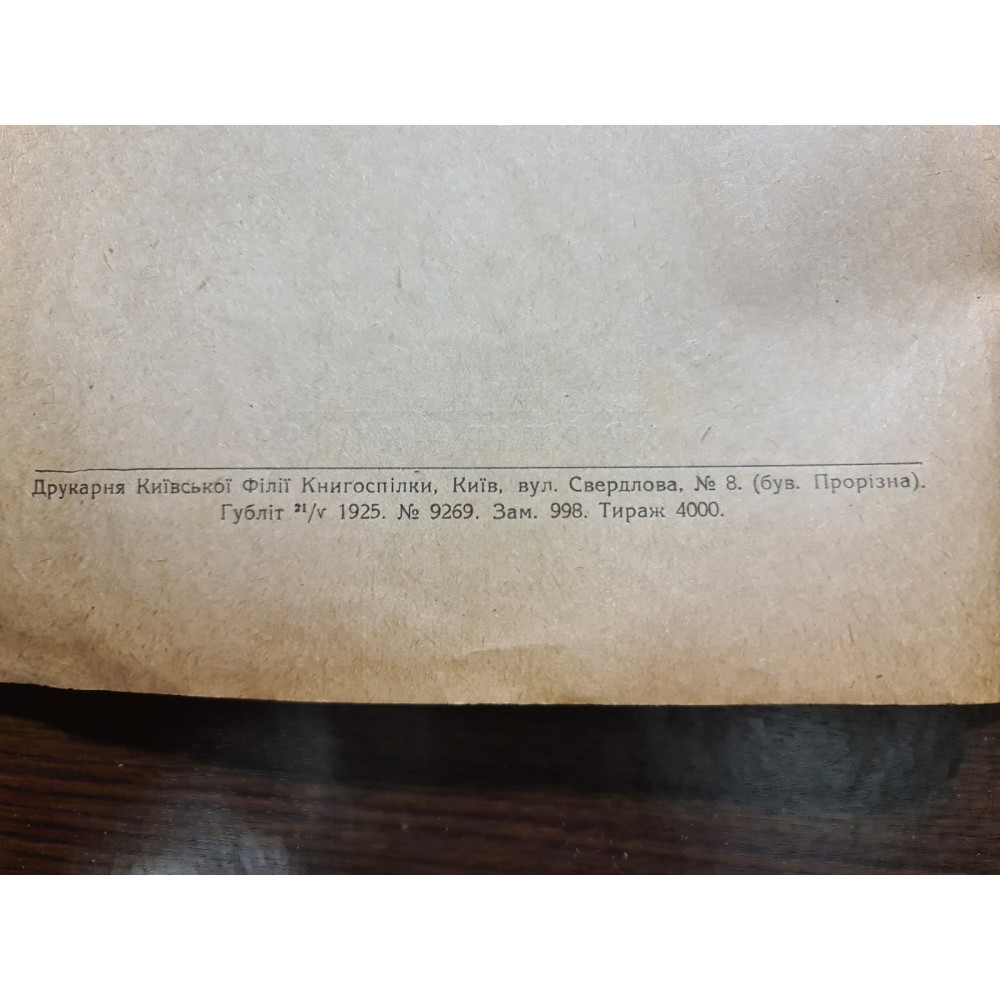 Друкарня Київської Філії Книгоспілки, Київ, вул. Свердлова, № 8. (був. Прорізна).
Губліт ²¹/v 1925. № 9269. Зам. 998. Тираж 4000.